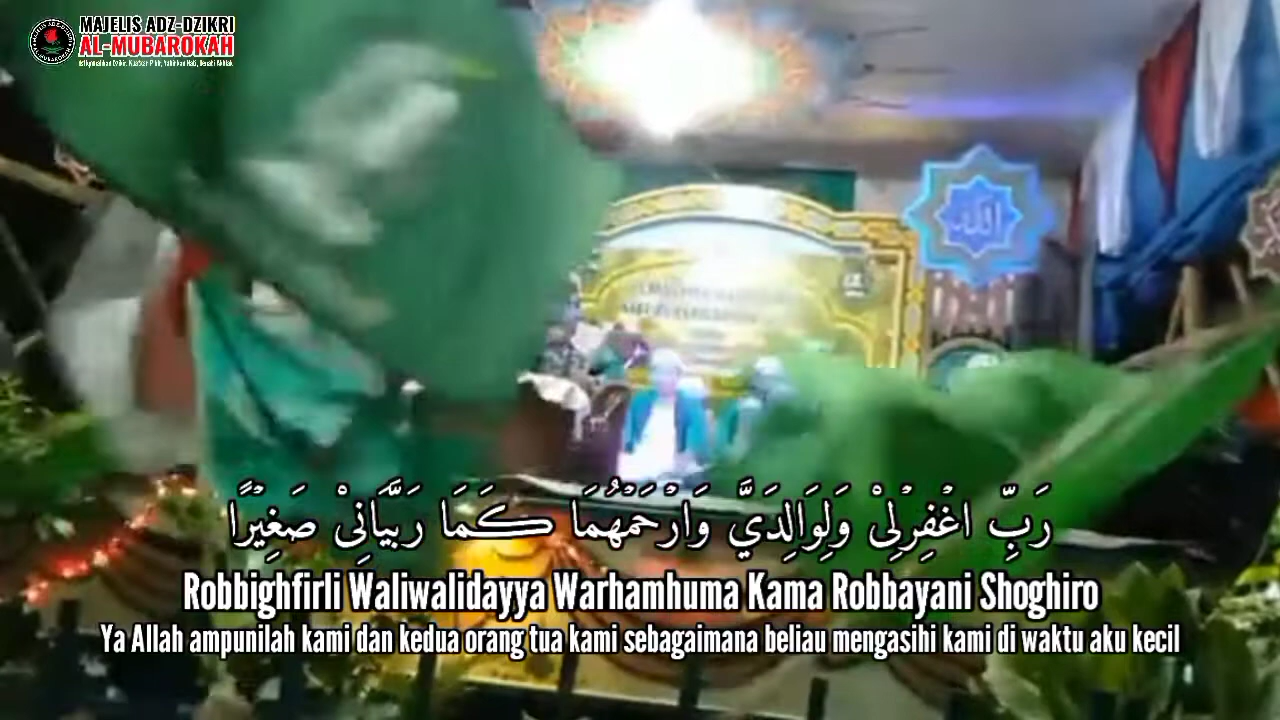 MAJELIS ADZ-DZIKRI
AL-MUBAROKAH
الله
رَبِّ اغْفِرْلِيْ وَلِوَالِدَيَّ وَارْحَمْهُمَا كَمَا رَبَّيَانِيْ صَغِيْرًا
Robbighfirli Waliwalidayya Warhamhuma Kama Robbayani Shoghiro
Ya Allah ampunilah kami dan kedua orang tua kami sebagaimana beliau mengasihi kami di waktu aku kecil